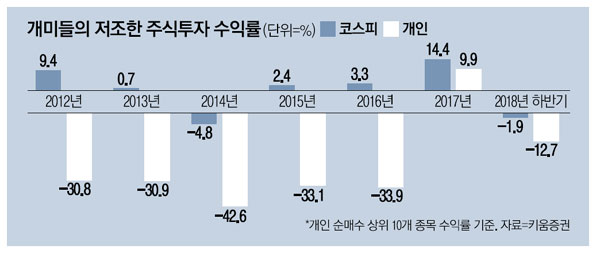 개미들의 저조한 주식투자 수익률(단위=%) 코스피 개인
9.4 0.7 2.4 3.3 14.4 9.9
2012년 2013년 2014년 2015년 2016년 2017년 2018년 하반기
-4.8 -1.9
-12.7
-30.8 -30.9 -33.1 -33.9
-42.6
*개인 순매수 상위 10개 종목 수익률 기준, 자료=키움증권